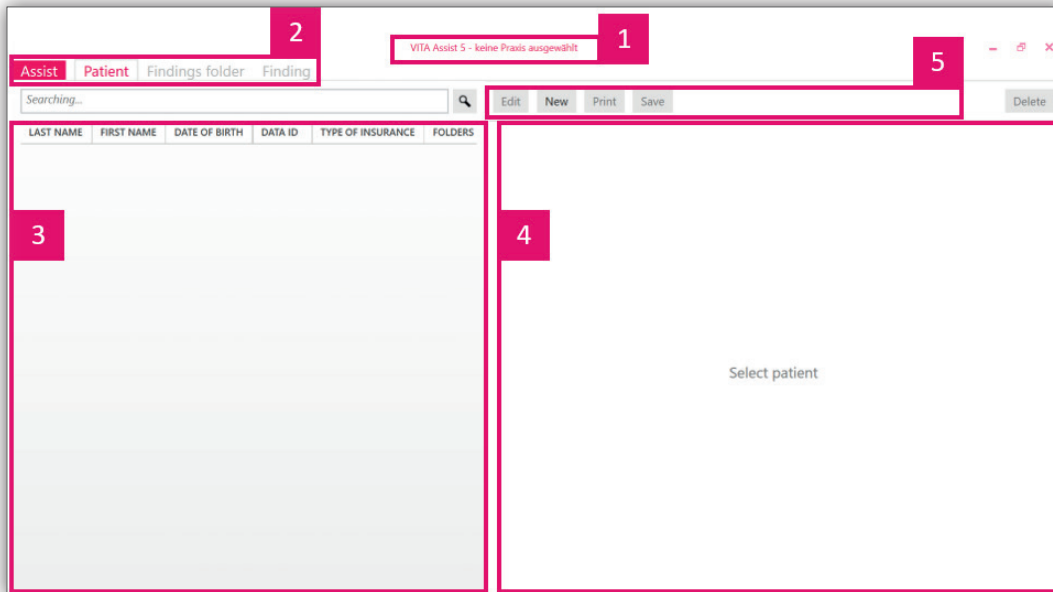 2
1
VITA Assist 5 - keine Praxis ausgewählt
5
Assist Patient Findings folder Finding
Searching...
Edit New Print Save Delete
LAST NAME FIRST NAME DATE OF BIRTH DATA ID TYPE OF INSURANCE FOLDERS
3
4
Select patient